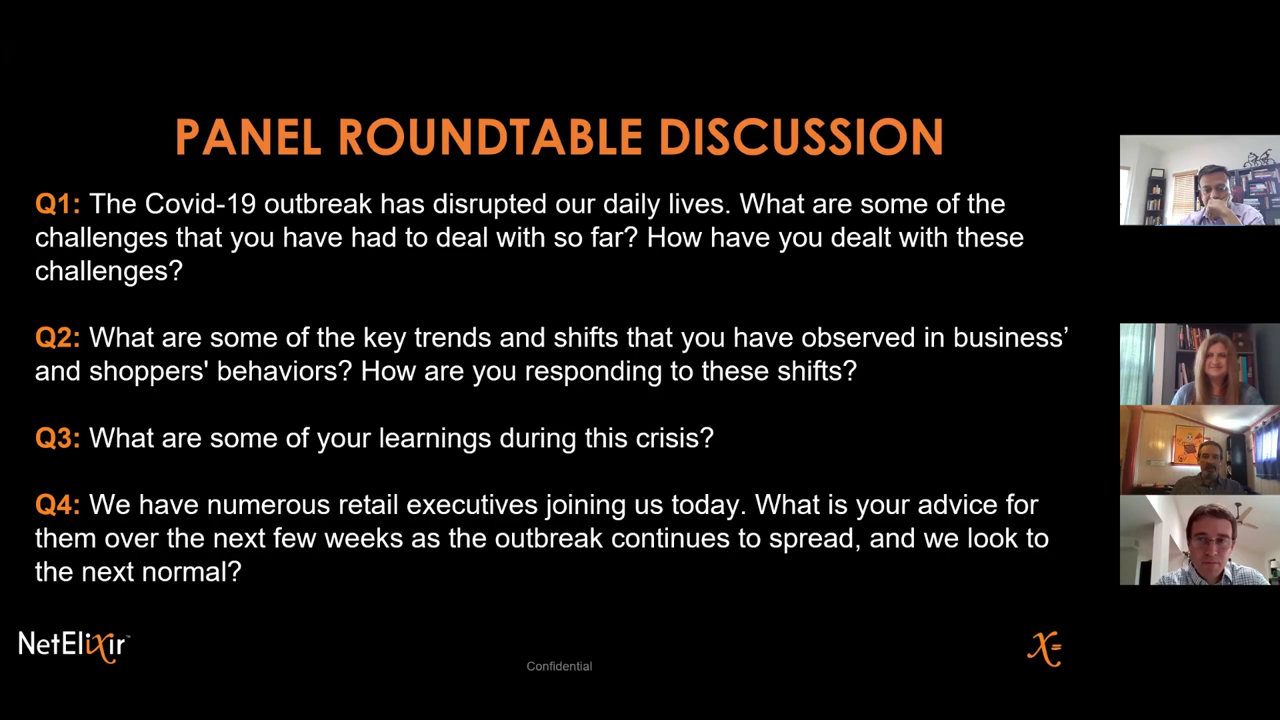 PANEL ROUNDTABLE DISCUSSION
Q1: The Covid-19 outbreak has disrupted our daily lives. What are some of the
challenges that you have had to deal with so far? How have you dealt with these
challenges?
Q2: What are some of the key trends and shifts that you have observed in business’
and shoppers' behaviors? How are you responding to these shifts?
Q3: What are some of your learnings during this crisis?
Q4: We have numerous retail executives joining us today. What is your advice for
them over the next few weeks as the outbreak continues to spread, and we look to
the next normal?
NetElixir™
X=
Confidential